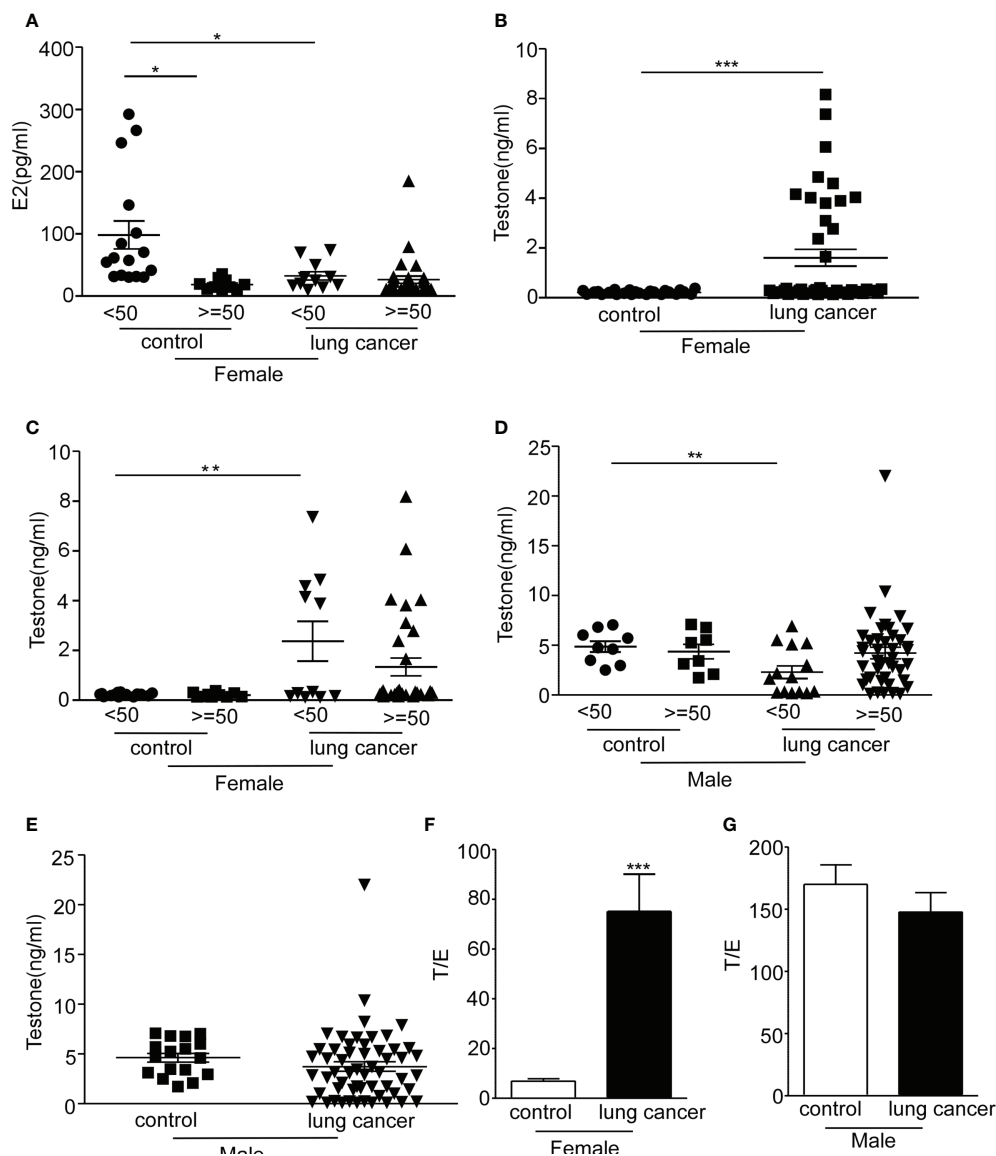 A
E2(pg/ml)
400
300
200
100
0
*
*
<50
>=50
<50
>=50
control
lung cancer
Female
B
Testone(ng/ml)
10
8
6
4
2
0
***
control
lung cancer
Female
C
Testone(ng/ml)
10
8
6
4
2
0
**
<50
>=50
<50
>=50
control
lung cancer
Female
D
Testone(ng/ml)
25
20
15
10
5
0
**
<50
>=50
<50
>=50
control
lung cancer
Male
E
Testone(ng/ml)
25
20
15
10
5
0
control
lung cancer
Male
F
T/E
100
80
60
40
20
0
***
control
lung cancer
Female
G
T/E
200
150
100
50
0
control
lung cancer
Male